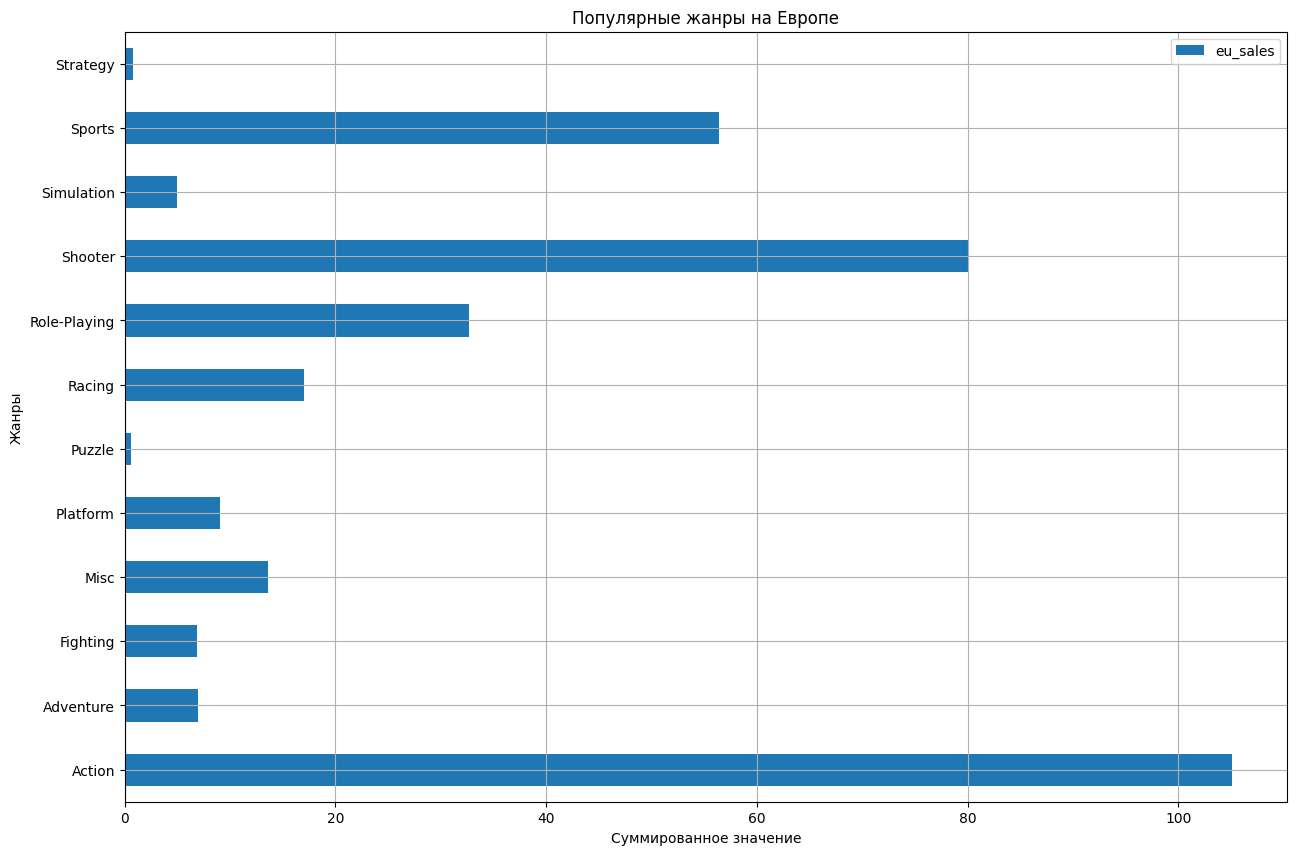 Популярные жанры на Европе
eu_sales
Strategy
Sports
Simulation
Shooter
Role-Playing
Racing
Puzzle
Platform
Misc
Fighting
Adventure
Action
Жанры
0 20 40 60 80 100
Суммированное значение